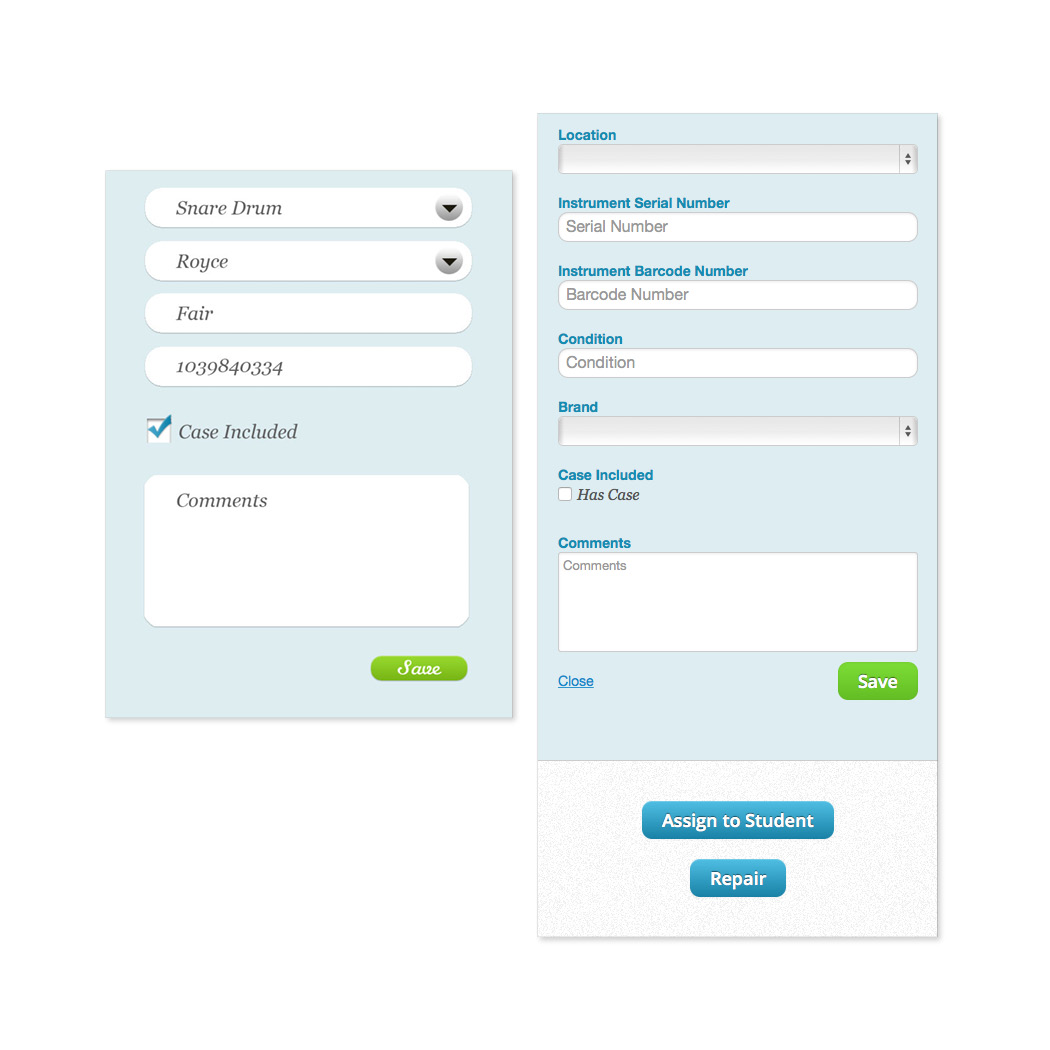 Snare Drum
Royce
Fair
1039840334
Case Included
Comments
Save
Location
Instrument Serial Number
Serial Number
Instrument Barcode Number
Barcode Number
Condition
Condition
Brand
Case Included
Has Case
Comments
Comments
Close
Save
Assign to Student
Repair